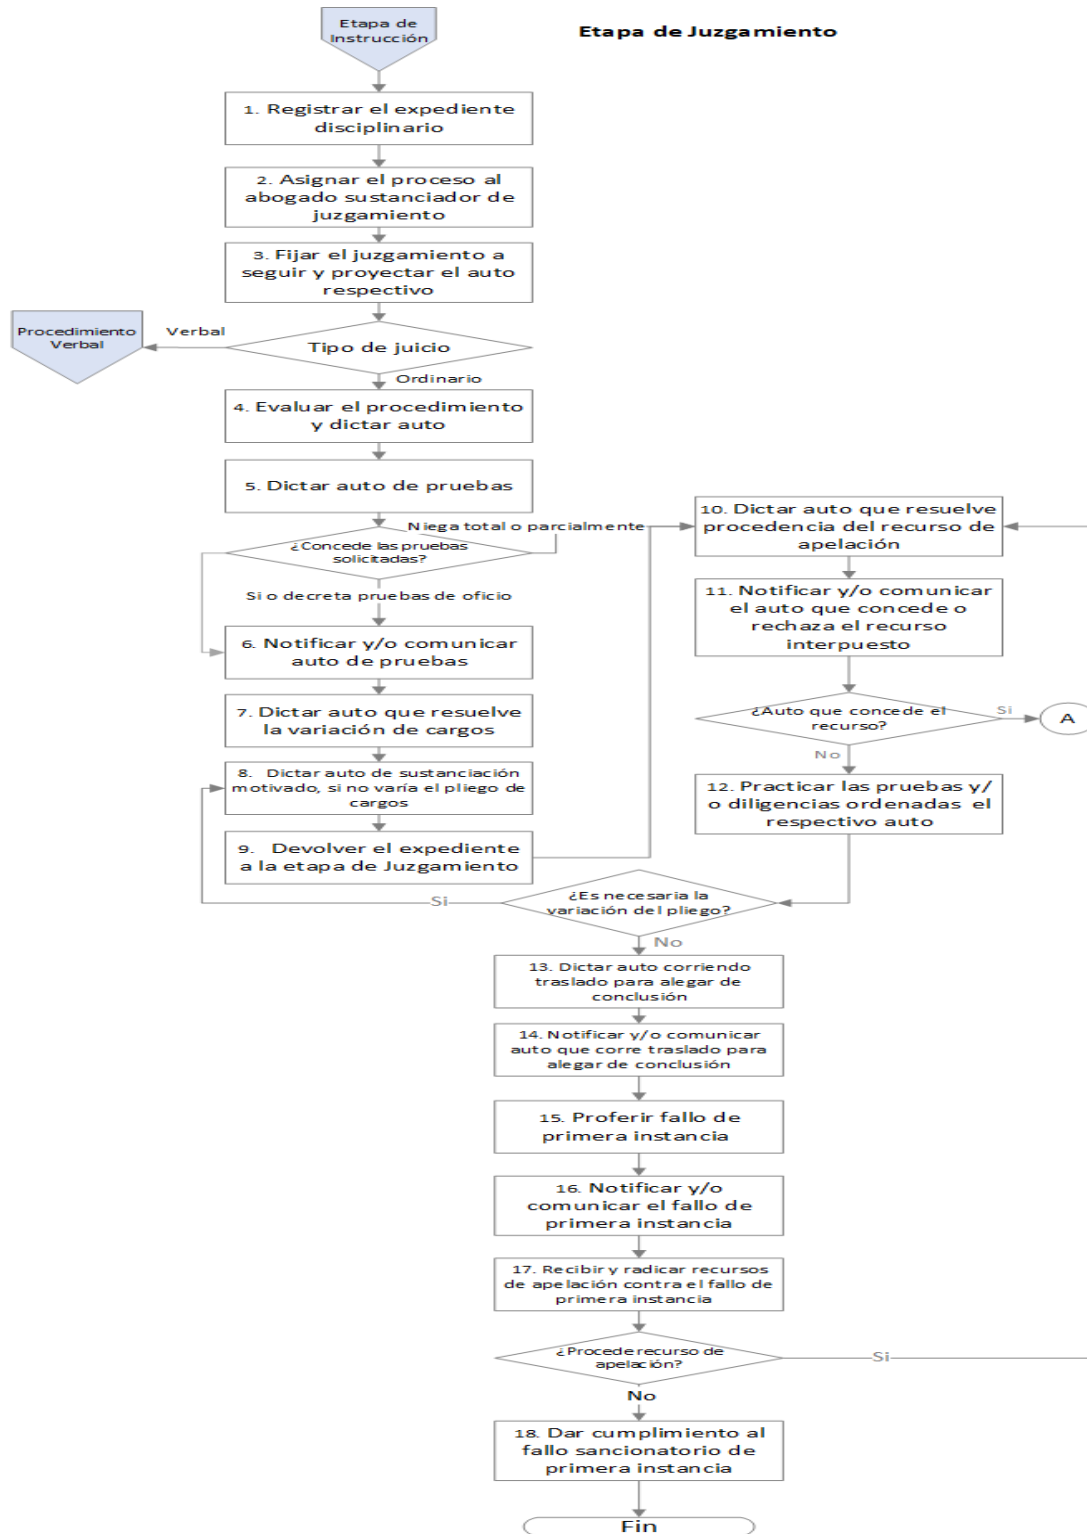 Etapa de
Instrucción
Etapa de Juzgamiento
1. Registrar el expediente
disciplinario
2. Asignar el proceso al
abogado sustanciador de
juzgamiento
3. Fijar el juzgamiento a
seguir y proyectar el auto
respectivo
Procedimiento
Verbal
Verbal
Tipo de juicio
Ordinario
4. Evaluar el procedimiento
y dictar auto
5. Dictar auto de pruebas
Niega total o parcialmente
¿Concede las pruebas
solicitadas?
Si o decreta pruebas de oficio
6. Notificar y/o comunicar
auto de pruebas
7. Dictar auto que resuelve
la variación de cargos
8. Dictar auto de sustanciación
motivado, si no varía el pliego de
cargos
9. Devolver el expediente
a la etapa de Juzgamiento
10. Dictar auto que resuelve
procedencia del recurso de
apelación
11. Notificar y/o comunicar
el auto que concede o
rechaza el recurso
interpuesto
¿Auto que concede el
recurso?
Si
A
No
12. Practicar las pruebas y/
o diligencias ordenadas el
respectivo auto
¿Es necesaria la
variación del pliego?
Si
No
13. Dictar auto corriendo
traslado para alegar de
conclusión
14. Notificar y/o comunicar
auto que corre traslado para
alegar de conclusión
15. Proferir fallo de
primera instancia
16. Notificar y/o
comunicar el fallo de
primera instancia
17. Recibir y radicar recursos
de apelación contra el fallo de
primera instancia
¿Procede recurso de
apelación?
Si
No
18. Dar cumplimiento al
fallo sancionatorio de
primera instancia
Fin